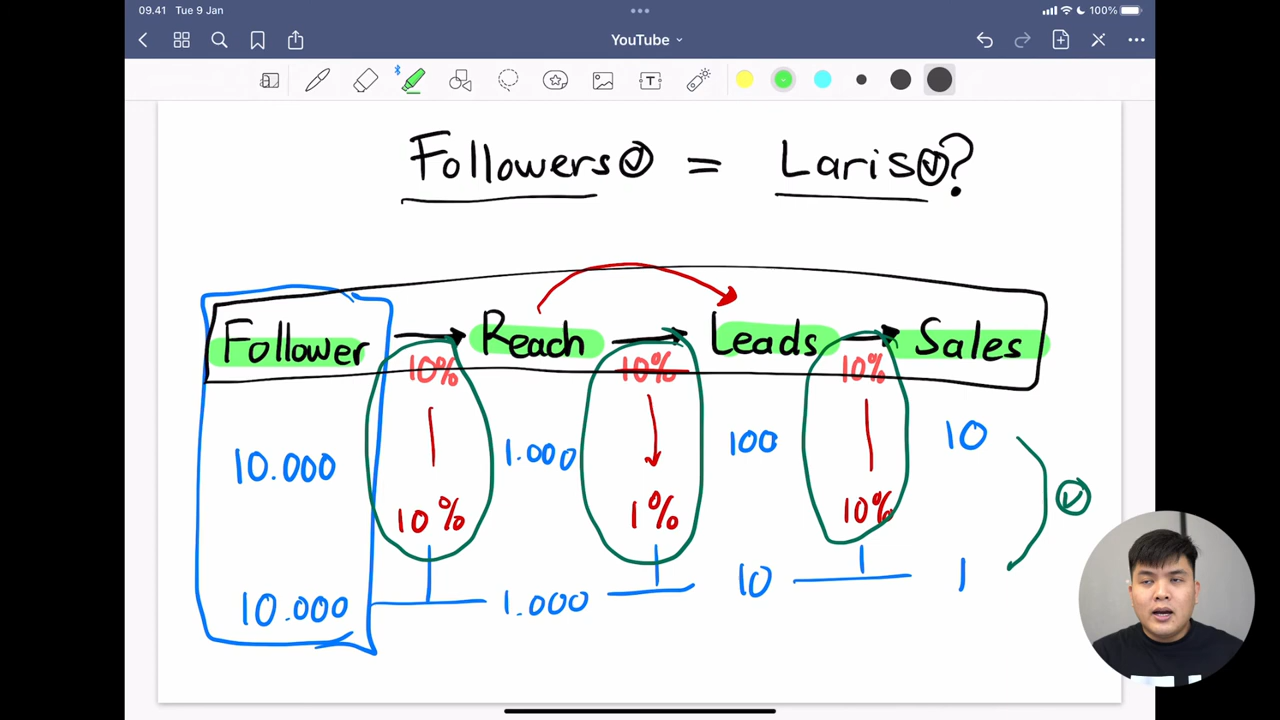 09.41 Tue 9 Jan
100%
YouTube
Followers = Laris?
Follower → Reach → Leads → Sales
10% 10% 10%
10.000 1.000 100 10
10% 1% 10%
10.000 1.000 10 1